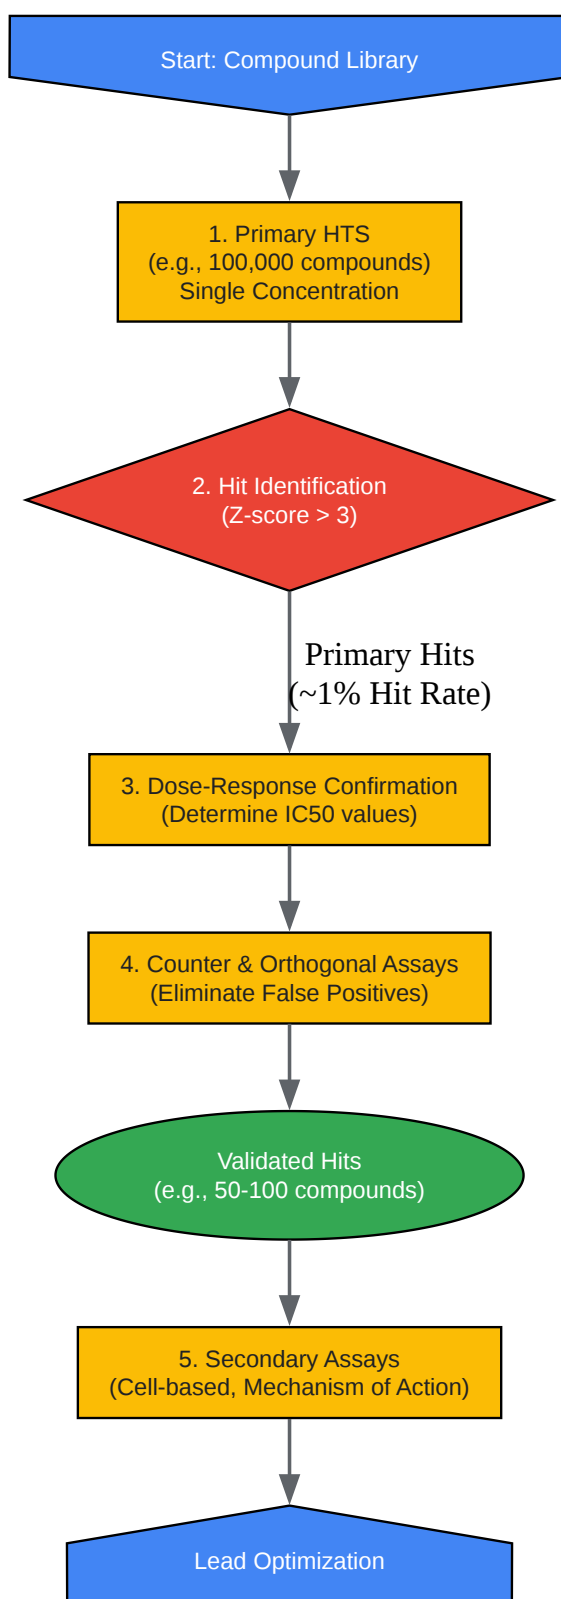 Start: Compound Library
1. Primary HTS
(e.g., 100,000 compounds)
Single Concentration
2. Hit Identification
(Z-score > 3)
Primary Hits
(~1% Hit Rate)
3. Dose-Response Confirmation
(Determine IC50 values)
4. Counter & Orthogonal Assays
(Eliminate False Positives)
Validated Hits
(e.g., 50-100 compounds)
5. Secondary Assays
(Cell-based, Mechanism of Action)
Lead Optimization